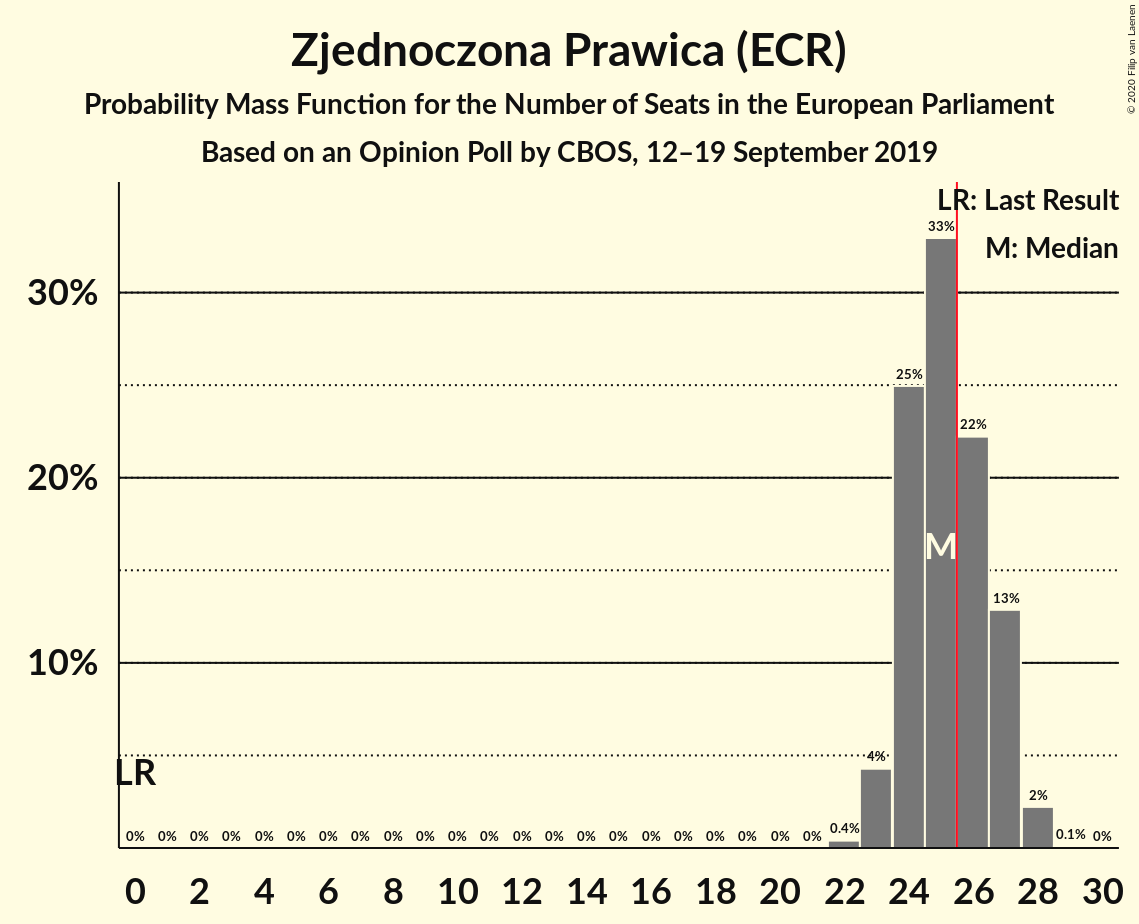 Zjednoczona Prawica (ECR)
Probability Mass Function for the Number of Seats in the European Parliament
Based on an Opinion Poll by CBOS, 12–19 September 2019
© 2020 Filip van Laenen
LR: Last Result
M: Median
30%
20%
10%
33%
25%
22%
M
13%
4%
LR
2%
0% 0% 0% 0% 0% 0% 0% 0% 0% 0% 0% 0% 0% 0% 0% 0% 0% 0% 0% 0% 0% 0% 0.4% 0.1% 0%
0 2 4 6 8 10 12 14 16 18 20 22 24 26 28 30